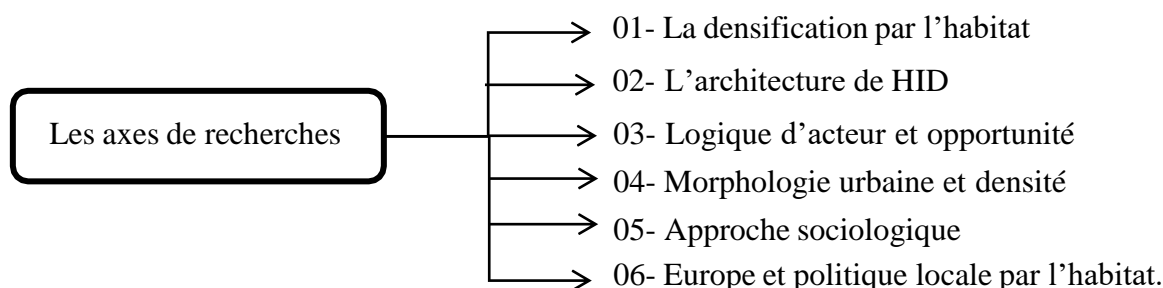 Les axes de recherches
01- La densification par l’habitat
02- L’architecture de HID
03- Logique d’acteur et opportunité
04- Morphologie urbaine et densité
05- Approche sociologique
06- Europe et politique locale par l’habitat.